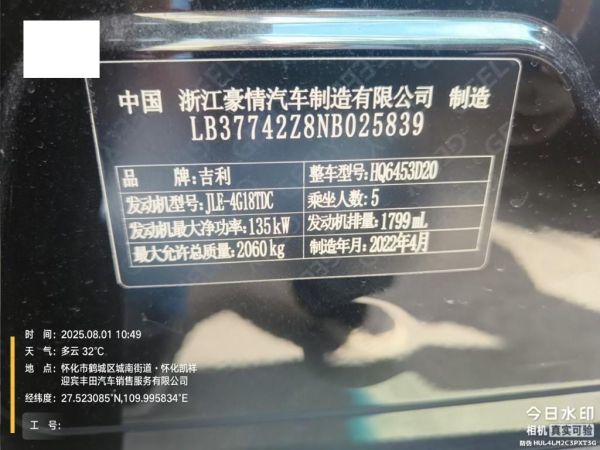 中国 浙江豪情汽车制造有限公司 制造
LB37742Z8NB025839
品 牌:吉利 整车型号:HQ6453D20
发动机型号:JLE-4G18TDC 乘坐人数:5
发动机最大净功率:135kW 发动机排量:1799mL
最大允许总质量:2060kg 制造年月:2022年4月
时 间: 2025.08.01 10:49
天 气: 多云 32℃
地 点: 怀化市鹤城区城南街道·怀化凯祥
迎宾丰田汽车销售服务有限公司
经纬度: 27.523085°N,109.995834°E
工 号:
今日水印
相机 真实可验
防伪 HUL4LM2C3PXT3G